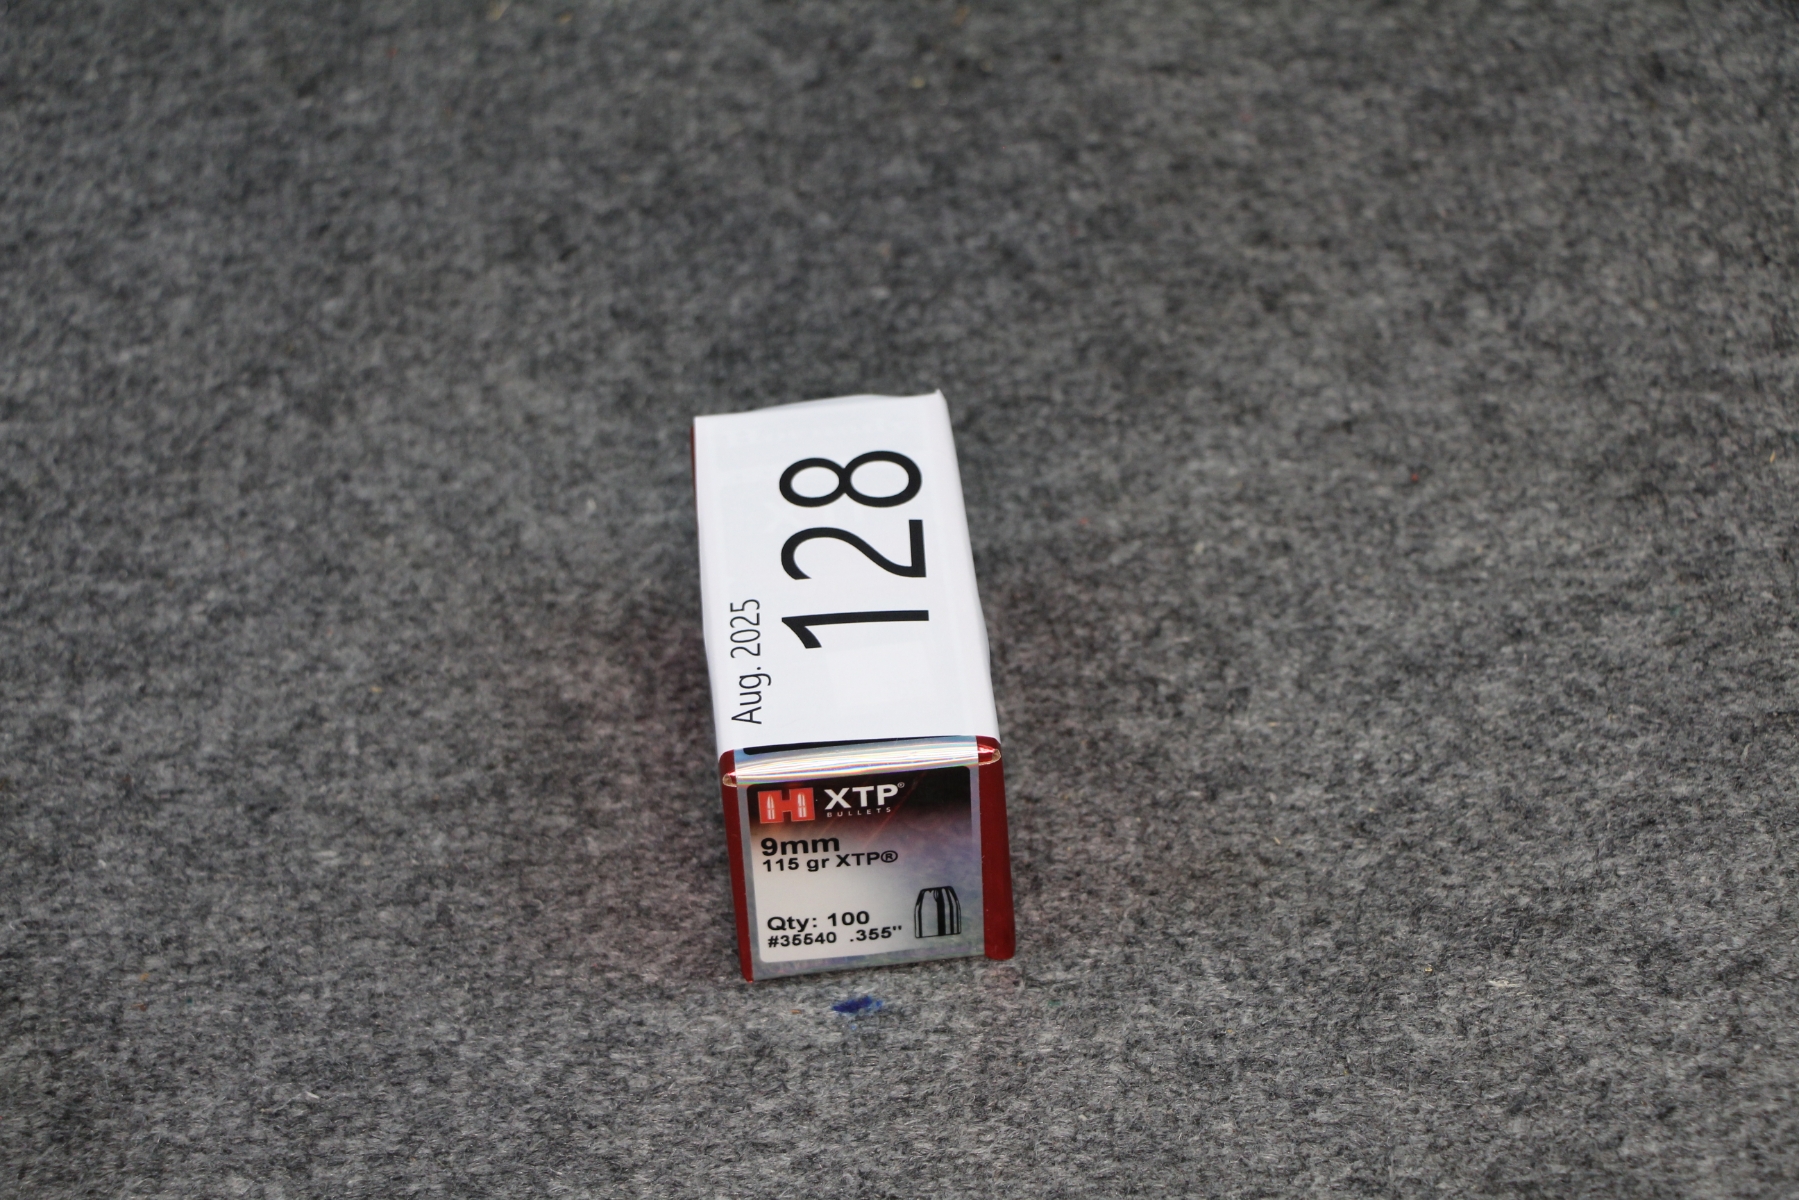 Aug. 2025
128
H XTP®
BULLETS
9mm
115 gr XTP®
Qty: 100
#35540 .355"